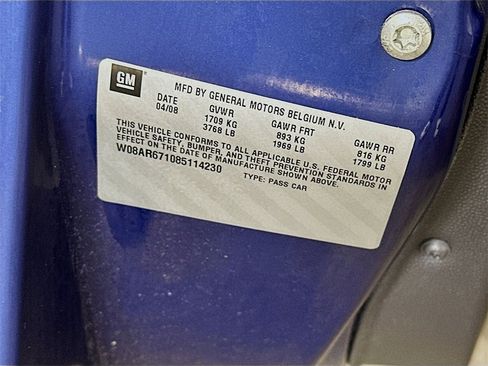 GM
MFD BY GENERAL MOTORS BELGIUM N.V.
DATE GVWR GAWR FRT GAWR RR
04/08 1709 KG 893 KG 816 KG
3768 LB 1969 LB 1799 LB
THIS VEHICLE CONFORMS TO ALL APPLICABLE U.S. FEDERAL MOTOR
VEHICLE SAFETY, BUMPER, AND THEFT PREVENTION STANDARDS IN
EFFECT ON THE DATE OF MANUFACTURE SHOWN ABOVE.
W08AR671085114230
TYPE: PASS CAR